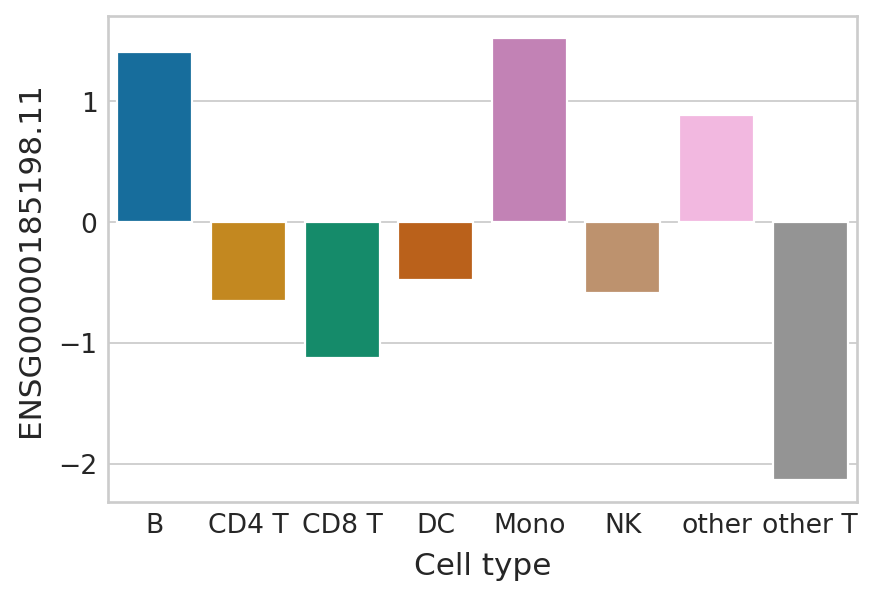 ENSG00000185198.11
1
0
−1
−2
B CD4 T CD8 T DC Mono NK other other T
Cell type